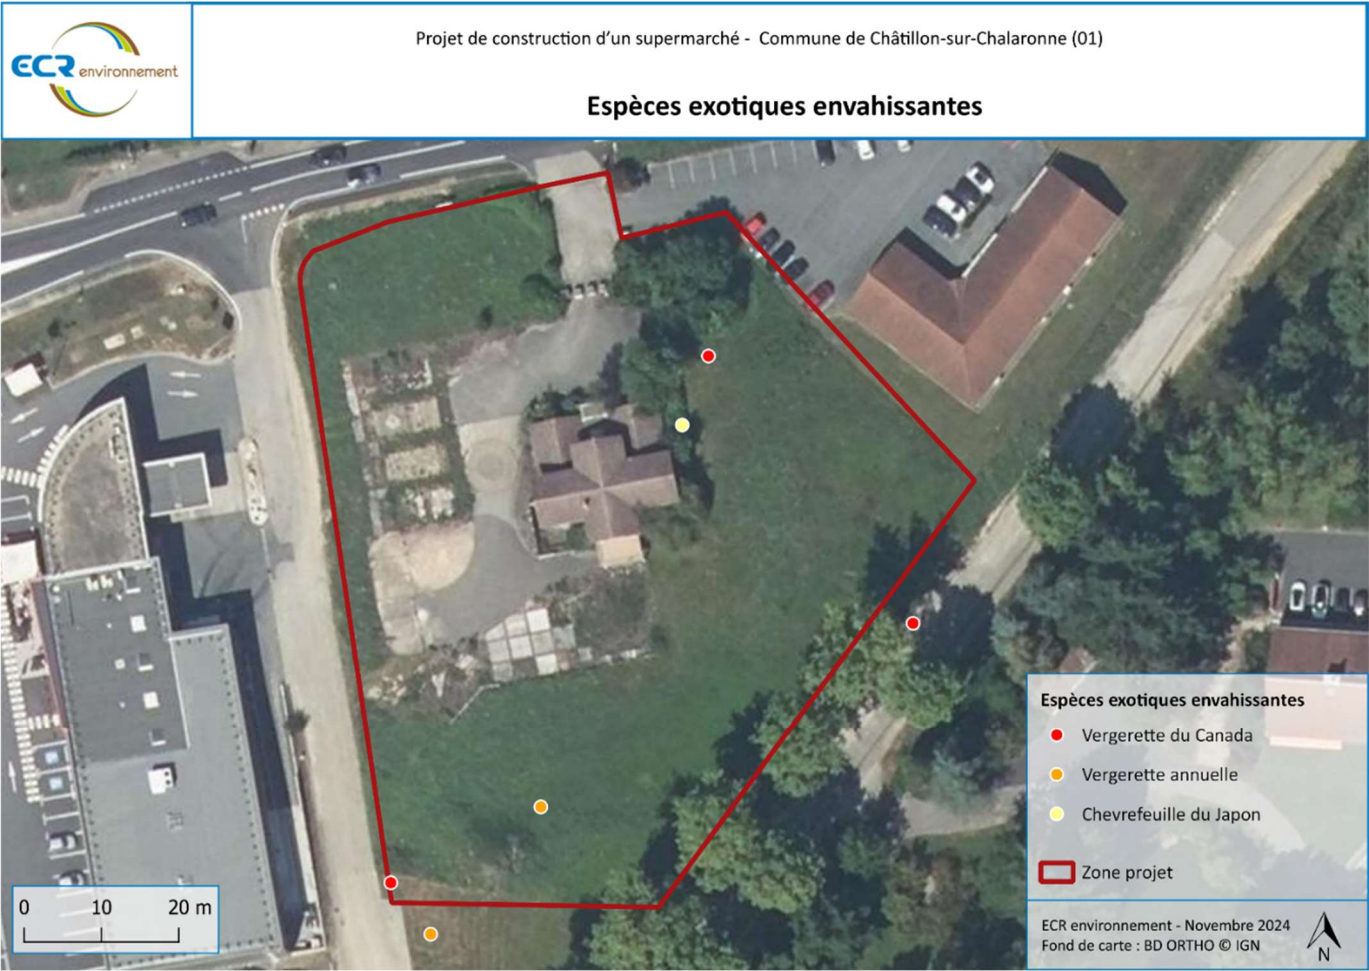 ECR environnement
Projet de construction d’un supermarché - Commune de Châtillon-sur-Chalaronne (01)
Espèces exotiques envahissantes
Espèces exotiques envahissantes
Vergerette du Canada
Vergerette annuelle
Chevrefeuille du Japon
Zone projet
0 10 20 m
ECR environnement - Novembre 2024
Fond de carte : BD ORTHO © IGN
N